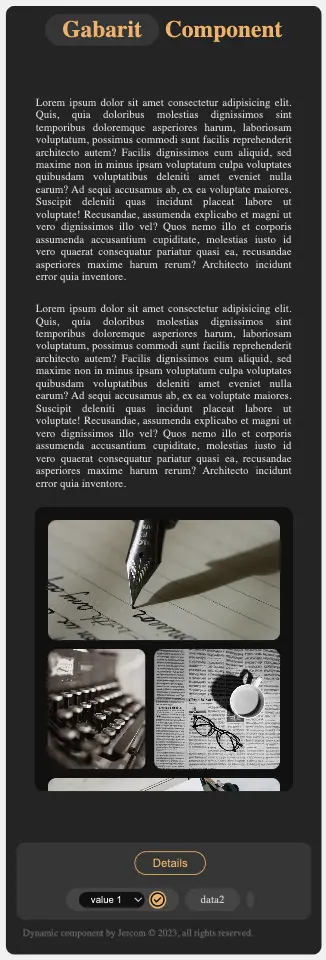 Gabarit Component
Lorem ipsum dolor sit amet consectetur adipisicing elit.
Quis, quia doloribus molestias dignissimos sint
temporibus doloremque asperiores harum, laboriosam
voluptatum, possimus commodi sunt facilis reprehenderit
architecto autem? Facilis dignissimos eum aliquid, sed
maxime non in minus ipsam voluptatum culpa voluptates
quibusdam voluptatibus deleniti amet eveniet nulla
earum? Ad sequi accusamus ab, ex ea voluptate maiores.
Suscipit deleniti quas incidunt placeat labore ut
voluptate! Recusandae, assumenda explicabo et magni ut
vero dignissimos illo vel? Quos nemo illo et corporis
assumenda accusantium cupiditate, molestias iusto id
vero quaerat consequatur pariatur quasi ea, recusandae
asperiores maxime harum rerum? Architecto incidunt
error quia inventore.
Lorem ipsum dolor sit amet consectetur adipisicing elit.
Quis, quia doloribus molestias dignissimos sint
temporibus doloremque asperiores harum, laboriosam
voluptatum, possimus commodi sunt facilis reprehenderit
architecto autem? Facilis dignissimos eum aliquid, sed
maxime non in minus ipsam voluptatum culpa voluptates
quibusdam voluptatibus deleniti amet eveniet nulla
earum? Ad sequi accusamus ab, ex ea voluptate maiores.
Suscipit deleniti quas incidunt placeat labore ut
voluptate! Recusandae, assumenda explicabo et magni ut
vero dignissimos illo vel? Quos nemo illo et corporis
assumenda accusantium cupiditate, molestias iusto id
vero quaerat consequatur pariatur quasi ea, recusandae
asperiores maxime harum rerum? Architecto incidunt
error quia inventore.
Details
value 1 data2
Dynamic component by Jercom © 2023, all rights reserved.